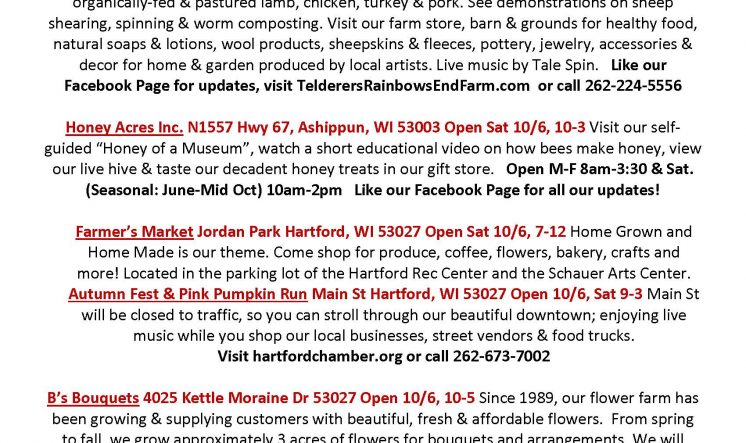 organically-fed & pastured lamb, chicken, turkey & pork. See demonstrations on sheep
shearing, spinning & worm composting. Visit our farm store, barn & grounds for healthy food,
natural soaps & lotions, wool products, sheepskins & fleeces, pottery, jewelry, accessories &
decor for home & garden produced by local artists. Live music by Tale Spin. Like our
Facebook Page for updates, visit TelderersRainbowsEndFarm.com or call 262-224-5556
Honey Acres Inc. N1557 Hwy 67, Ashippun, WI 53003 Open Sat 10/6, 10-3 Visit our self-
guided “Honey of a Museum”, watch a short educational video on how bees make honey, view
our live hive & taste our decadent honey treats in our gift store. Open M-F 8am-3:30 & Sat.
(Seasonal: June-Mid Oct) 10am-2pm Like our Facebook Page for all our updates!
Farmer’s Market Jordan Park Hartford, WI 53027 Open Sat 10/6, 7-12 Home Grown and
Home Made is our theme. Come shop for produce, coffee, flowers, bakery, crafts and
more! Located in the parking lot of the Hartford Rec Center and the Schauer Arts Center.
Autumn Fest & Pink Pumpkin Run Main St Hartford, WI 53027 Open 10/6, Sat 9-3 Main St
will be closed to traffic, so you can stroll through our beautiful downtown; enjoying live
music while you shop our local businesses, street vendors & food trucks.
Visit hartfordchamber.org or call 262-673-7002
B’s Bouquets 4025 Kettle Moraine Dr 53027 Open 10/6, 10-5 Since 1989, our flower farm has
been growing & supplying customers with beautiful, fresh & affordable flowers. From spring
to fall, we grow approximately 3 acres of flowers for bouquets and arrangements. We will